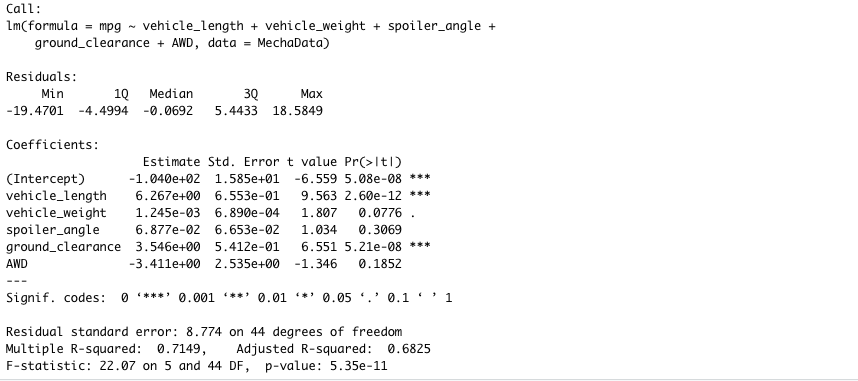 Call:
lm(formula = mpg ~ vehicle_length + vehicle_weight + spoiler_angle +
    ground_clearance + AWD, data = MechaData)

Residuals:
     Min       1Q   Median       3Q      Max
-19.4701  -4.4994  -0.0692   5.4433  18.5849

Coefficients:
                   Estimate Std. Error t value Pr(>|t|)
(Intercept)      -1.040e+02  1.585e+01  -6.559 5.08e-08 ***
vehicle_length    6.267e+00  6.553e-01   9.563 2.60e-12 ***
vehicle_weight    1.245e-03  6.890e-04   1.807   0.0776 .
spoiler_angle     6.877e-02  6.653e-02   1.034   0.3069
ground_clearance  3.546e+00  5.412e-01   6.551 5.21e-08 ***
AWD              -3.411e+00  2.535e+00  -1.346   0.1852
---
Signif. codes:  0 ‘***’ 0.001 ‘**’ 0.01 ‘*’ 0.05 ‘.’ 0.1 ‘ ’ 1

Residual standard error: 8.774 on 44 degrees of freedom
Multiple R-squared:  0.7149,    Adjusted R-squared:  0.6825
F-statistic: 22.07 on 5 and 44 DF,  p-value: 5.35e-11